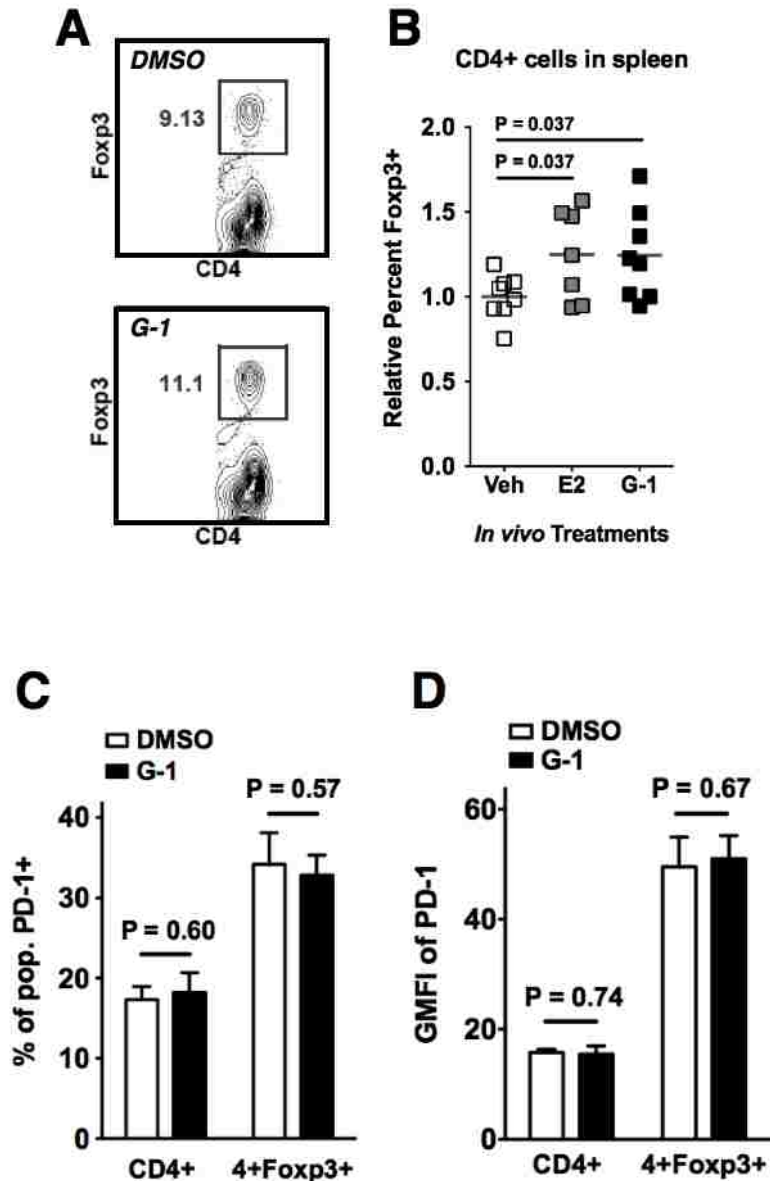 A
DMSO
9.13
Foxp3
CD4
G-1
11.1
Foxp3
CD4
B
CD4+ cells in spleen
P = 0.037
P = 0.037
Relative Percent Foxp3+
2.0
1.5
1.0
0.5
0.0
Veh E2 G-1
In vivo Treatments
C
DMSO
G-1
P = 0.57
P = 0.60
% of pop. PD-1+
40
30
20
10
0
CD4+ 4+Foxp3+
D
DMSO
G-1
P = 0.67
P = 0.74
GMFI of PD-1
60
40
20
0
CD4+ 4+Foxp3+